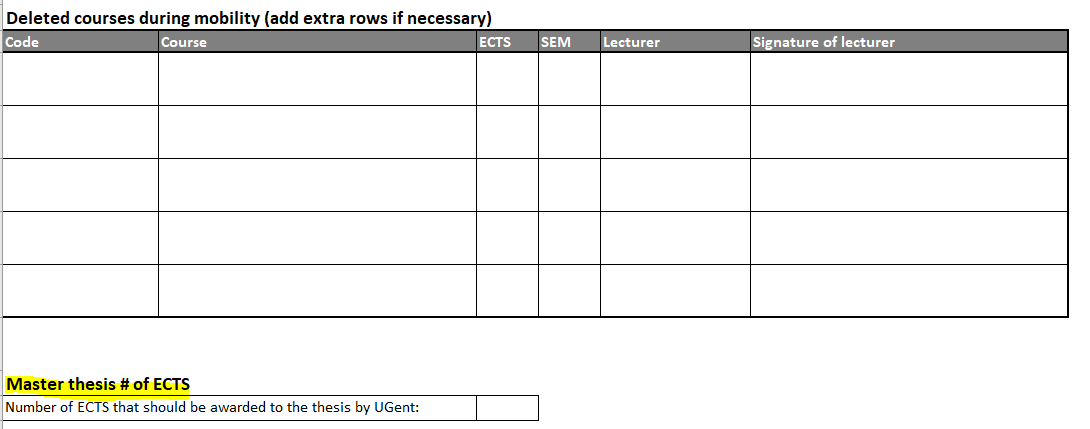 Deleted courses during mobility (add extra rows if necessary)
Code Course ECTS SEM Lecturer Signature of lecturer
Master thesis # of ECTS
Number of ECTS that should be awarded to the thesis by UGent: